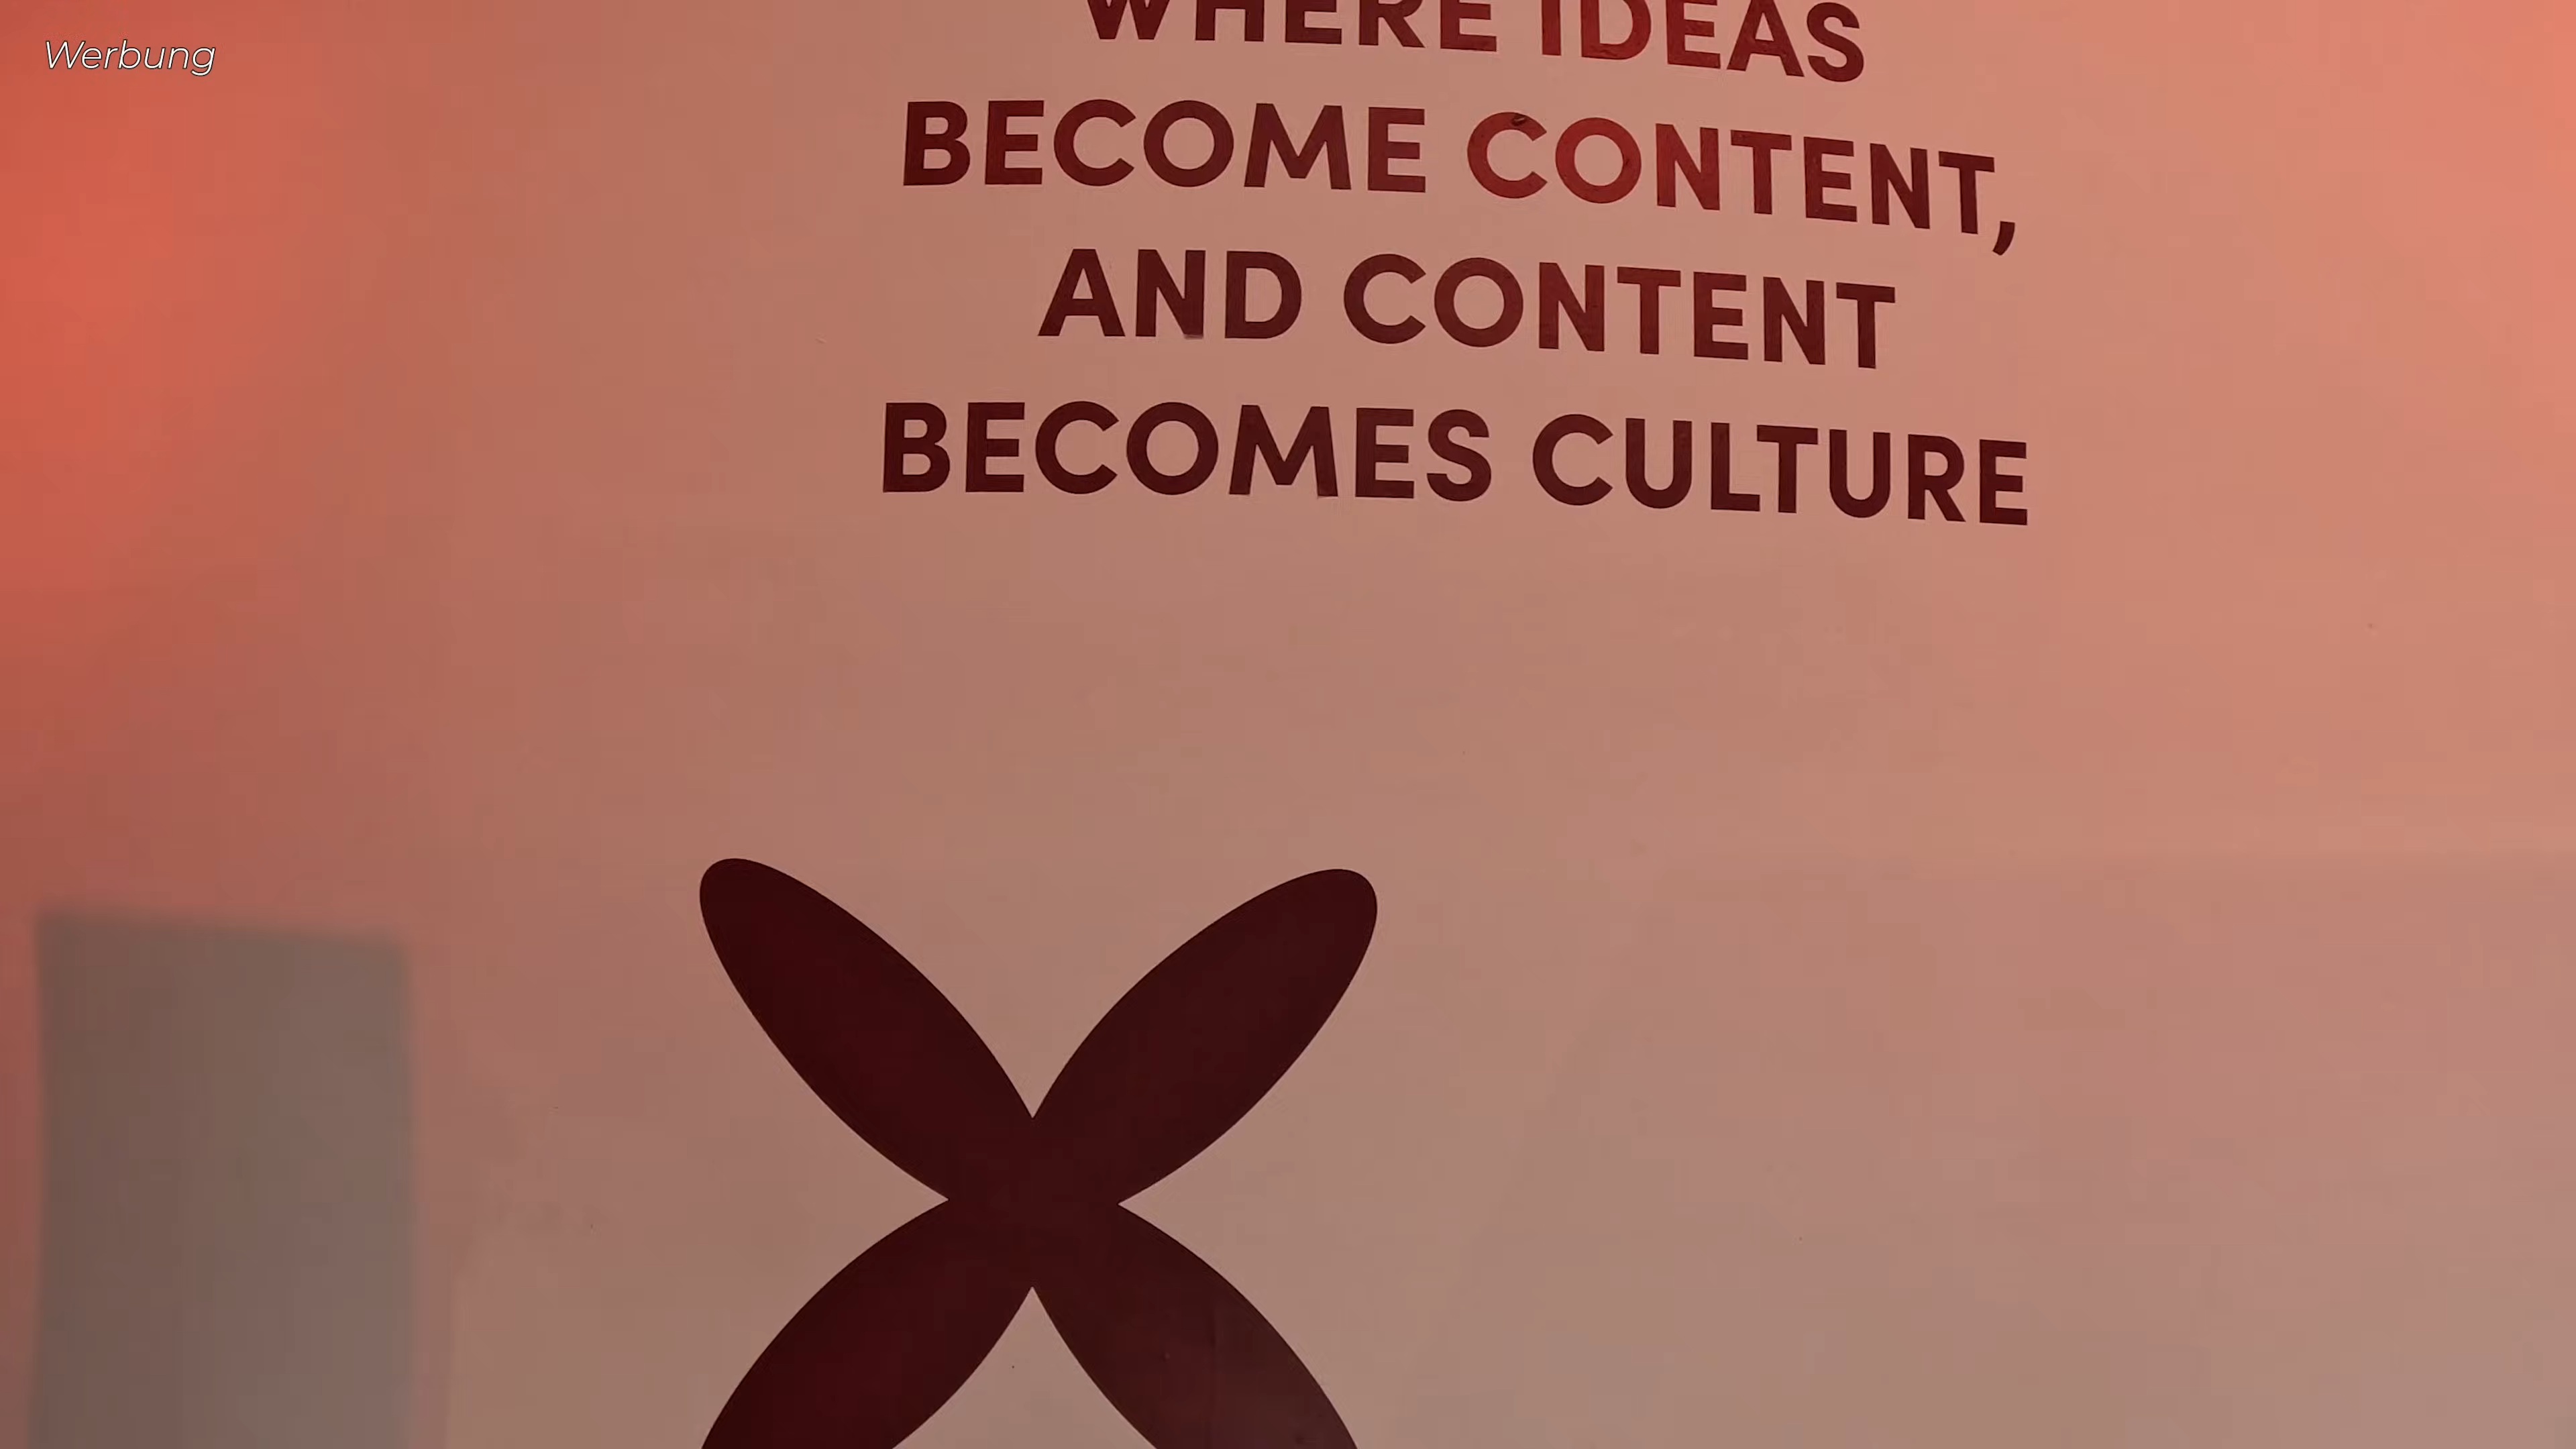 Werbung
WHERE IDEAS
BECOME CONTENT,
AND CONTENT
BECOMES CULTURE